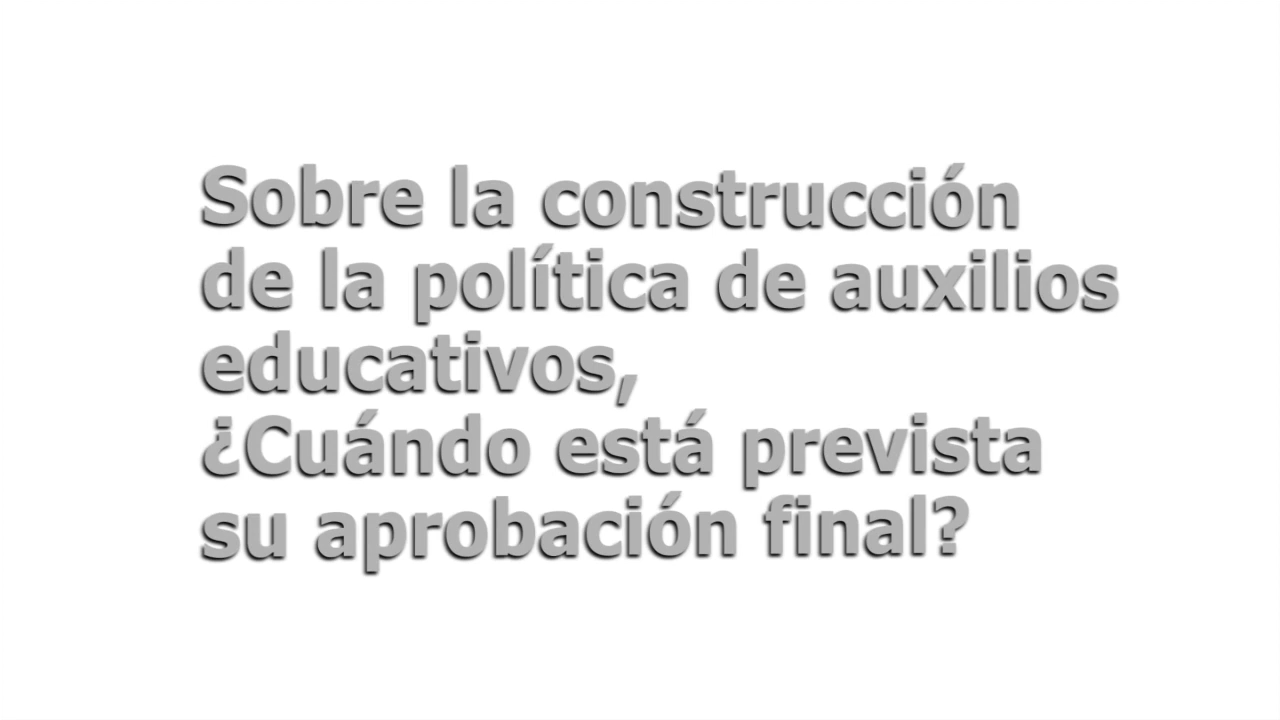 Sobre la construcción
de la política de auxilios
educativos,
¿Cuándo está prevista
su aprobación final?